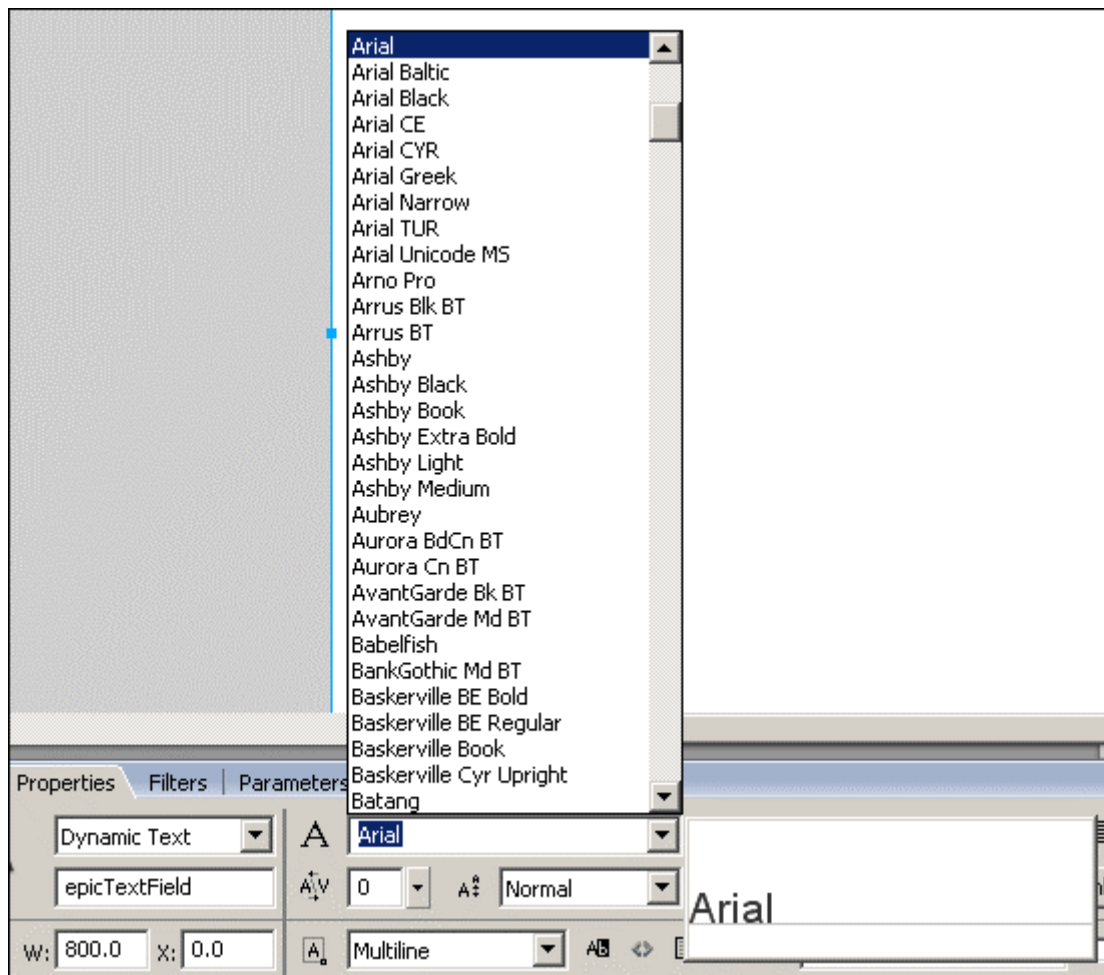 Arial
Arial Baltic
Arial Black
Arial CE
Arial CYR
Arial Greek
Arial Narrow
Arial TUR
Arial Unicode MS
Arno Pro
Arrus Blk BT
Arrus BT
Ashby
Ashby Black
Ashby Book
Ashby Extra Bold
Ashby Light
Ashby Medium
Aubrey
Aurora BdCn BT
Aurora Cn BT
AvantGarde Bk BT
AvantGarde Md BT
Babelfish
BankGothic Md BT
Baskerville BE Bold
Baskerville BE Regular
Baskerville Book
Baskerville Cyr Upright
Batang
Properties Filters Parameters
Dynamic Text A Arial
epicTextField AV 0 A Normal
Arial
W: 800.0 X: 0.0 A Multiline AB